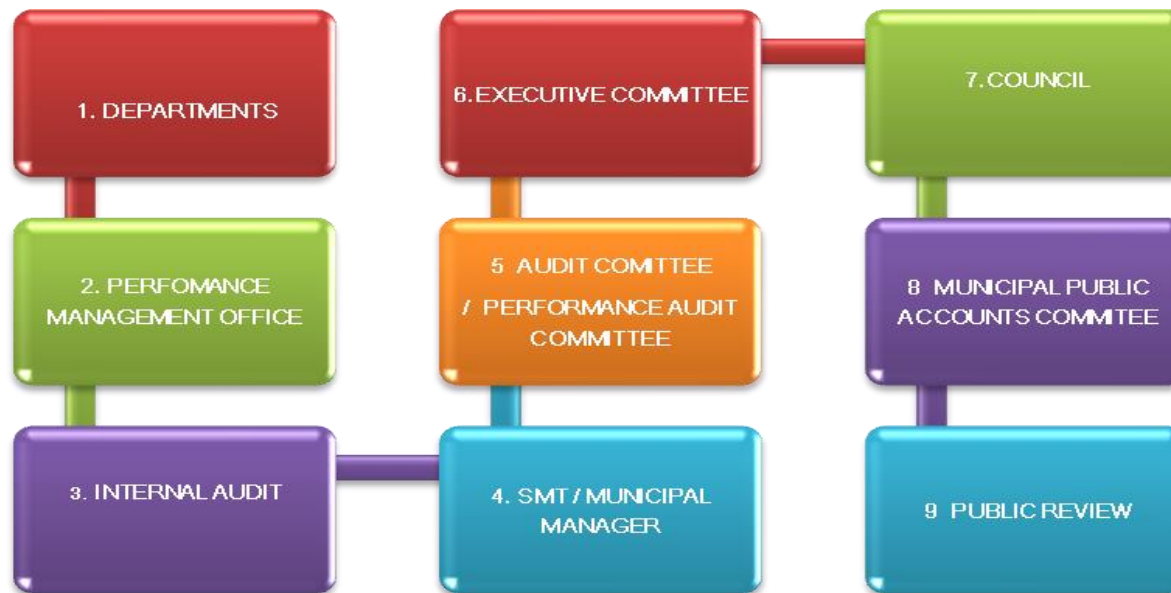 1. DEPARTMENTS
2. PERFOMANCE
MANAGEMENT OFFICE
3. INTERNAL AUDIT
4. SMT / MUNICIPAL
MANAGER
5 AUDIT COMITTEE
/ PERFORMANCE AUDIT
COMMITTEE
6.EXECUTIVE COMMITTEE
7.COUNCIL
8 MUNICIPAL PUBLIC
ACCOUNTS COMMITEE
9 PUBLIC REVIEW